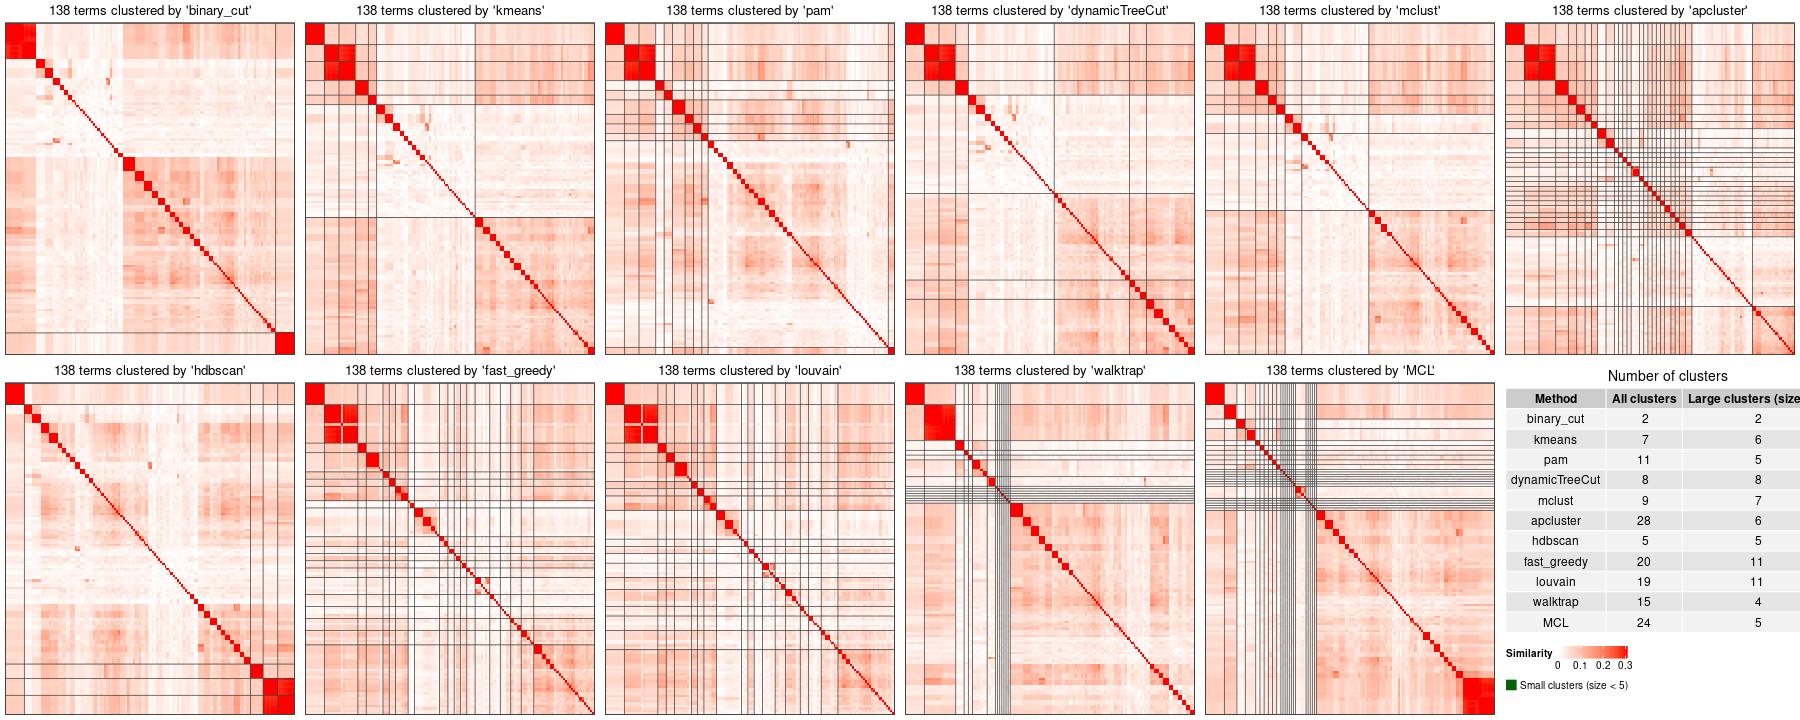 138 terms clustered by 'binary_cut'
138 terms clustered by 'kmeans'
138 terms clustered by 'pam'
138 terms clustered by 'dynamicTreeCut'
138 terms clustered by 'mclust'
138 terms clustered by 'apcluster'
138 terms clustered by 'hdbscan'
138 terms clustered by 'fast_greedy'
138 terms clustered by 'louvain'
138 terms clustered by 'walktrap'
138 terms clustered by 'MCL'
Number of clusters
Method All clusters Large clusters (size
binary_cut 2 2
kmeans 7 6
pam 11 5
dynamicTreeCut 8 8
mclust 9 7
apcluster 28 6
hdbscan 5 5
fast_greedy 20 11
louvain 19 11
walktrap 15 4
MCL 24 5
Similarity
0 0.1 0.2 0.3
Small clusters (size < 5)